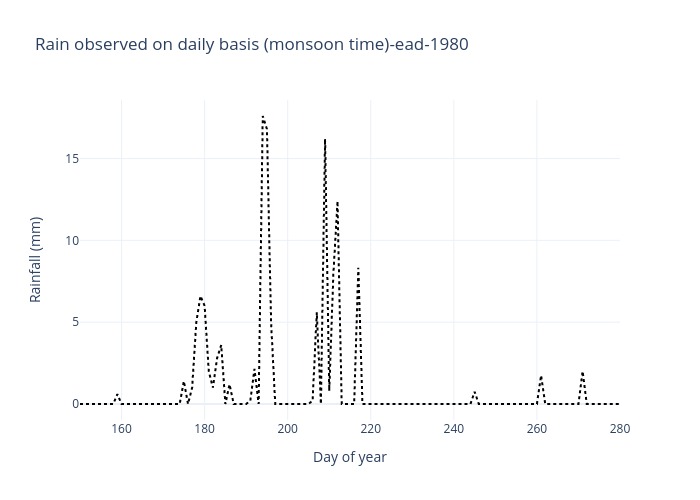 Rain observed on daily basis (monsoon time)-ead-1980
Rainfall (mm)
15
10
5
0
160 180 200 220 240 260 280
Day of year